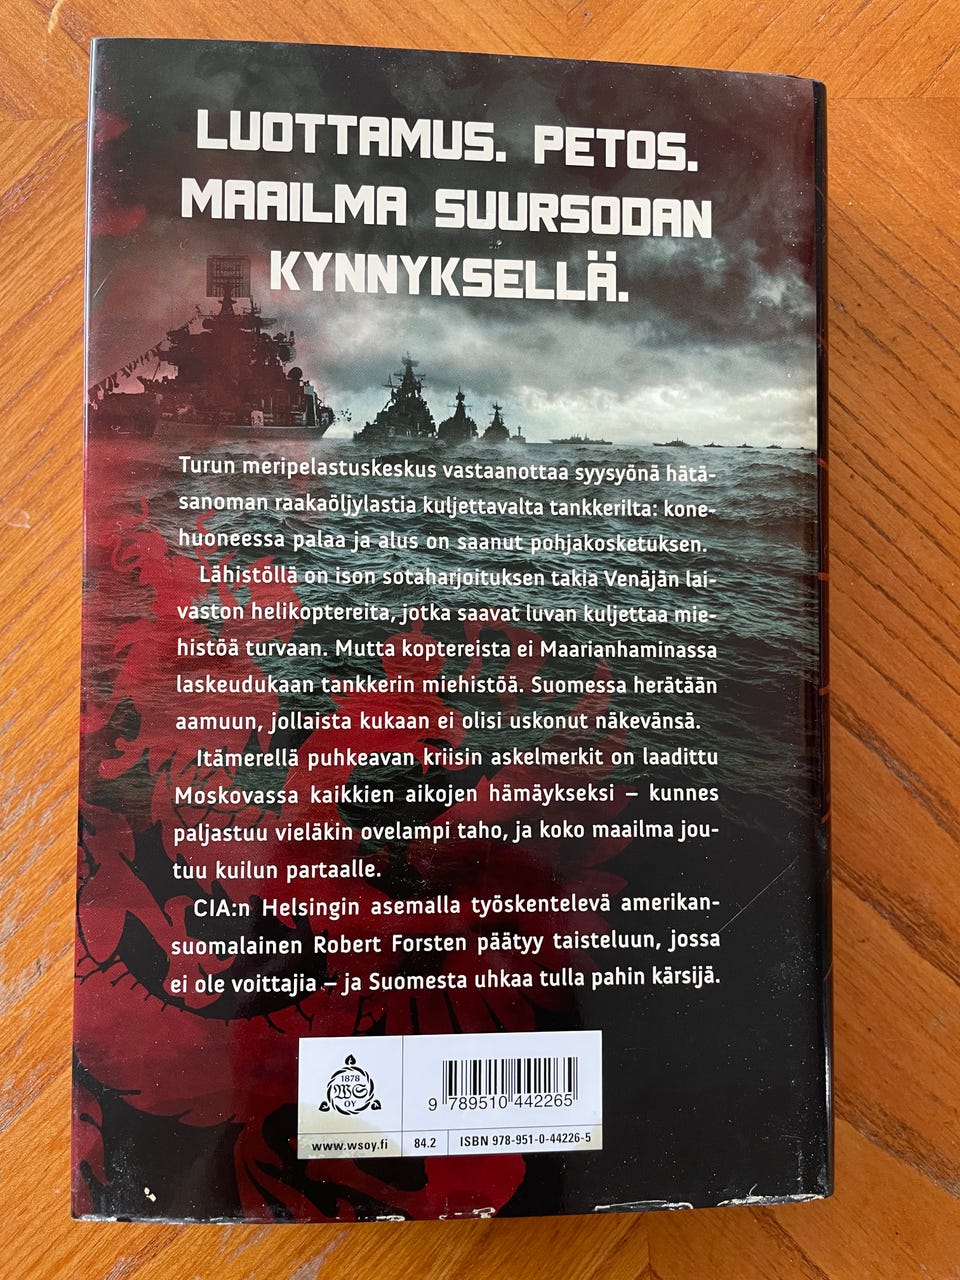 LUOTTAMUS. PETOS.
MAAILMA SUURSODAN
KYNNYKSELLÄ.
Turun meripelastuskeskus vastaanottaa syysyönä hätä-
sanoman raakaöljylastia kuljettavalta tankkerilta: kone-
huoneessa palaa ja alus on saanut pohjakosketuksen.
Lähistöllä on ison sotaharjoituksen takia Venäjän lai-
vaston helikoptereita, jotka saavat luvan kuljettaa mie-
histöä turvaan. Mutta koptereista ei Maarianhaminassa
laskeudukaan tankkerin miehistöä. Suomessa herätään
aamuun, jollaista kukaan ei olisi uskonut näkevänsä.
Itämerellä puhkeavan kriisin askelmerkit on laadittu
Moskovassa kaikkien aikojen hämäykseksi – kunnes
paljastuu vieläkin ovelampi taho, ja koko maailma jou-
tuu kuilun partaalle.
CIA:n Helsingin asemalla työskentelevä amerikan-
suomalainen Robert Forsten päätyy taisteluun, jossa
ei ole voittajia – ja Suomesta uhkaa tulla pahin kärsijä.
1878
WS
OY
9 789510 442265
www.wsoy.fi 84.2 ISBN 978-951-0-44226-5